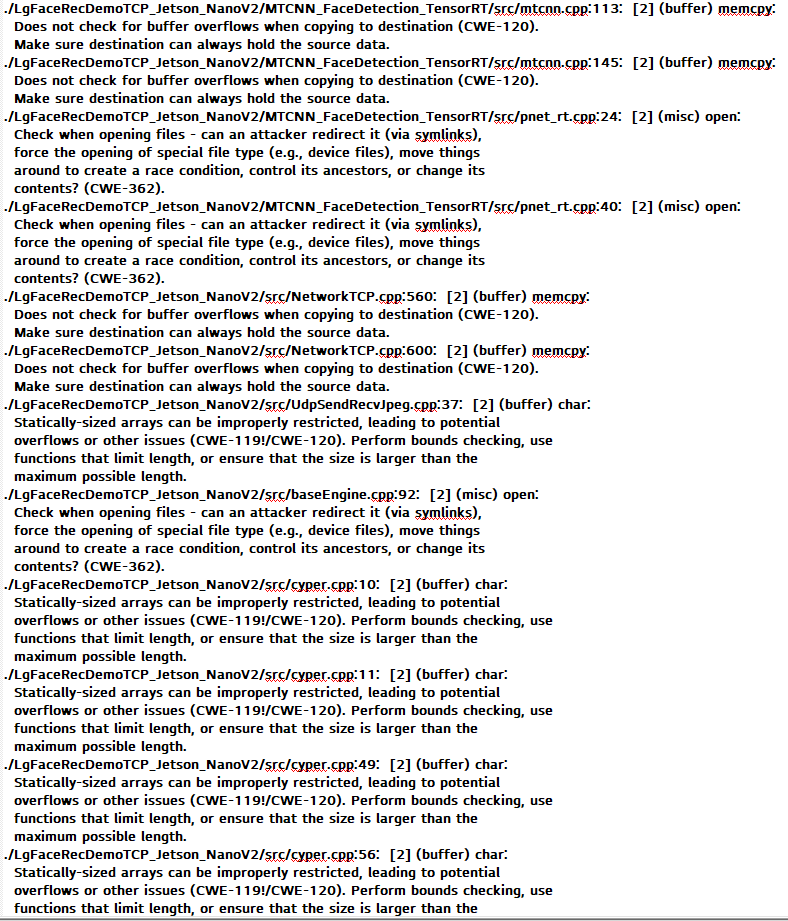 ./LgFaceRecDemoTCP_Jetson_NanoV2/MTCNN_FaceDetection_TensorRT/src/mtcnn.cpp:113:  [2] (buffer) memcpy:
Does not check for buffer overflows when copying to destination (CWE-120).
Make sure destination can always hold the source data.
./LgFaceRecDemoTCP_Jetson_NanoV2/MTCNN_FaceDetection_TensorRT/src/mtcnn.cpp:145:  [2] (buffer) memcpy:
Does not check for buffer overflows when copying to destination (CWE-120).
Make sure destination can always hold the source data.
./LgFaceRecDemoTCP_Jetson_NanoV2/MTCNN_FaceDetection_TensorRT/src/pnet_rt.cpp:24:  [2] (misc) open:
Check when opening files - can an attacker redirect it (via symlinks),
force the opening of special file type (e.g., device files), move things
around to create a race condition, control its ancestors, or change its
contents? (CWE-362).
./LgFaceRecDemoTCP_Jetson_NanoV2/MTCNN_FaceDetection_TensorRT/src/pnet_rt.cpp:40:  [2] (misc) open:
Check when opening files - can an attacker redirect it (via symlinks),
force the opening of special file type (e.g., device files), move things
around to create a race condition, control its ancestors, or change its
contents? (CWE-362).
./LgFaceRecDemoTCP_Jetson_NanoV2/src/NetworkTCP.cpp:560:  [2] (buffer) memcpy:
Does not check for buffer overflows when copying to destination (CWE-120).
Make sure destination can always hold the source data.
./LgFaceRecDemoTCP_Jetson_NanoV2/src/NetworkTCP.cpp:600:  [2] (buffer) memcpy:
Does not check for buffer overflows when copying to destination (CWE-120).
Make sure destination can always hold the source data.
./LgFaceRecDemoTCP_Jetson_NanoV2/src/UdpSendRecvJpeg.cpp:37:  [2] (buffer) char:
Statically-sized arrays can be improperly restricted, leading to potential
overflows or other issues (CWE-119!/CWE-120). Perform bounds checking, use
functions that limit length, or ensure that the size is larger than the
maximum possible length.
./LgFaceRecDemoTCP_Jetson_NanoV2/src/baseEngine.cpp:92:  [2] (misc) open:
Check when opening files - can an attacker redirect it (via symlinks),
force the opening of special file type (e.g., device files), move things
around to create a race condition, control its ancestors, or change its
contents? (CWE-362).
./LgFaceRecDemoTCP_Jetson_NanoV2/src/cyper.cpp:10:  [2] (buffer) char:
Statically-sized arrays can be improperly restricted, leading to potential
overflows or other issues (CWE-119!/CWE-120). Perform bounds checking, use
functions that limit length, or ensure that the size is larger than the
maximum possible length.
./LgFaceRecDemoTCP_Jetson_NanoV2/src/cyper.cpp:11:  [2] (buffer) char:
Statically-sized arrays can be improperly restricted, leading to potential
overflows or other issues (CWE-119!/CWE-120). Perform bounds checking, use
functions that limit length, or ensure that the size is larger than the
maximum possible length.
./LgFaceRecDemoTCP_Jetson_NanoV2/src/cyper.cpp:49:  [2] (buffer) char:
Statically-sized arrays can be improperly restricted, leading to potential
overflows or other issues (CWE-119!/CWE-120). Perform bounds checking, use
functions that limit length, or ensure that the size is larger than the
maximum possible length.
./LgFaceRecDemoTCP_Jetson_NanoV2/src/cyper.cpp:56:  [2] (buffer) char:
Statically-sized arrays can be improperly restricted, leading to potential
overflows or other issues (CWE-119!/CWE-120). Perform bounds checking, use
functions that limit length, or ensure that the size is larger than the